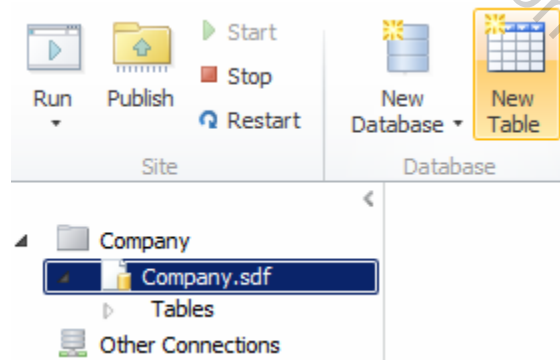 Start
Stop
Restart
Run
Publish
New
Database
New
Table
Site
Database
Company
Company.sdf
Tables
Other Connections